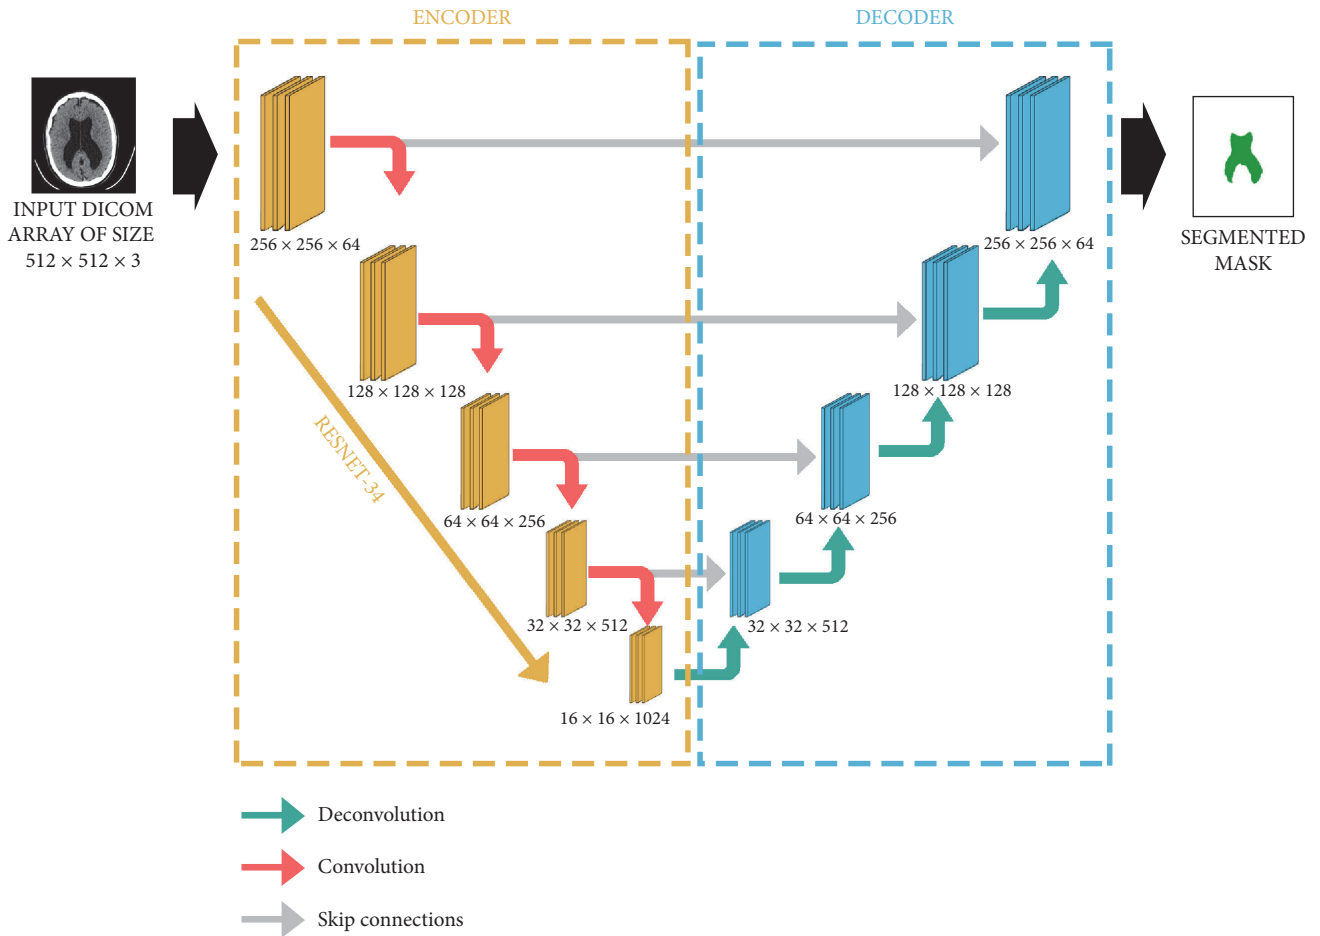 ENCODER
DECODER
INPUT DICOM
ARRAY OF SIZE
512 × 512 × 3
256 × 256 × 64
256 × 256 × 64
SEGMENTED
MASK
128 × 128 × 128
128 × 128 × 128
RESNET-34
64 × 64 × 256
64 × 64 × 256
32 × 32 × 512
32 × 32 × 512
16 × 16 × 1024
Deconvolution
Convolution
Skip connections